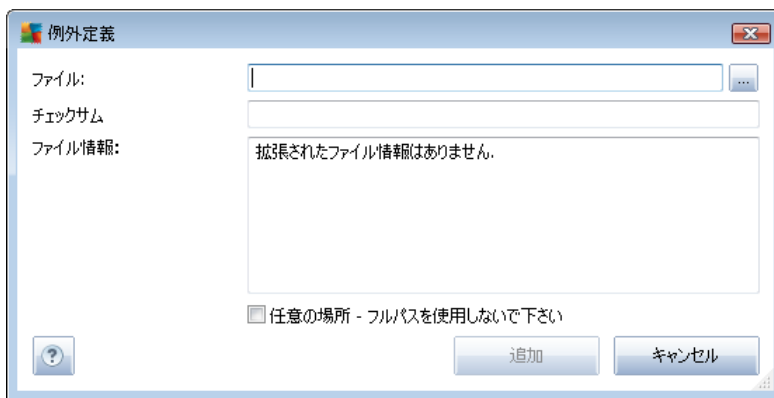 例外定義
ファイル:
...
チェックサム
ファイル情報:
拡張されたファイル情報はありません.
任意の場所 - フルパスを使用しないで下さい
?
追加
キャンセル